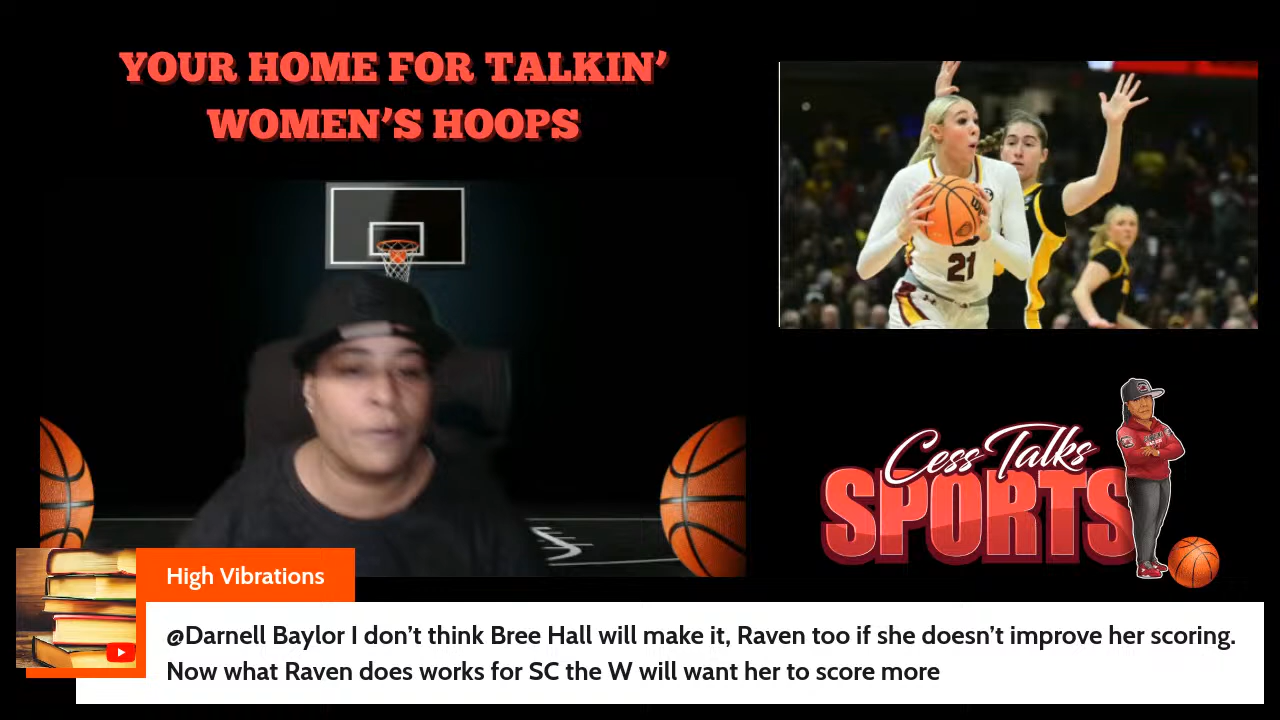 YOUR HOME FOR TALKIN’
WOMEN’S HOOPS
21
Cess Talks
SPORTS
High Vibrations
@Darnell Baylor I don’t think Bree Hall will make it, Raven too if she doesn’t improve her scoring.
Now what Raven does works for SC the W will want her to score more